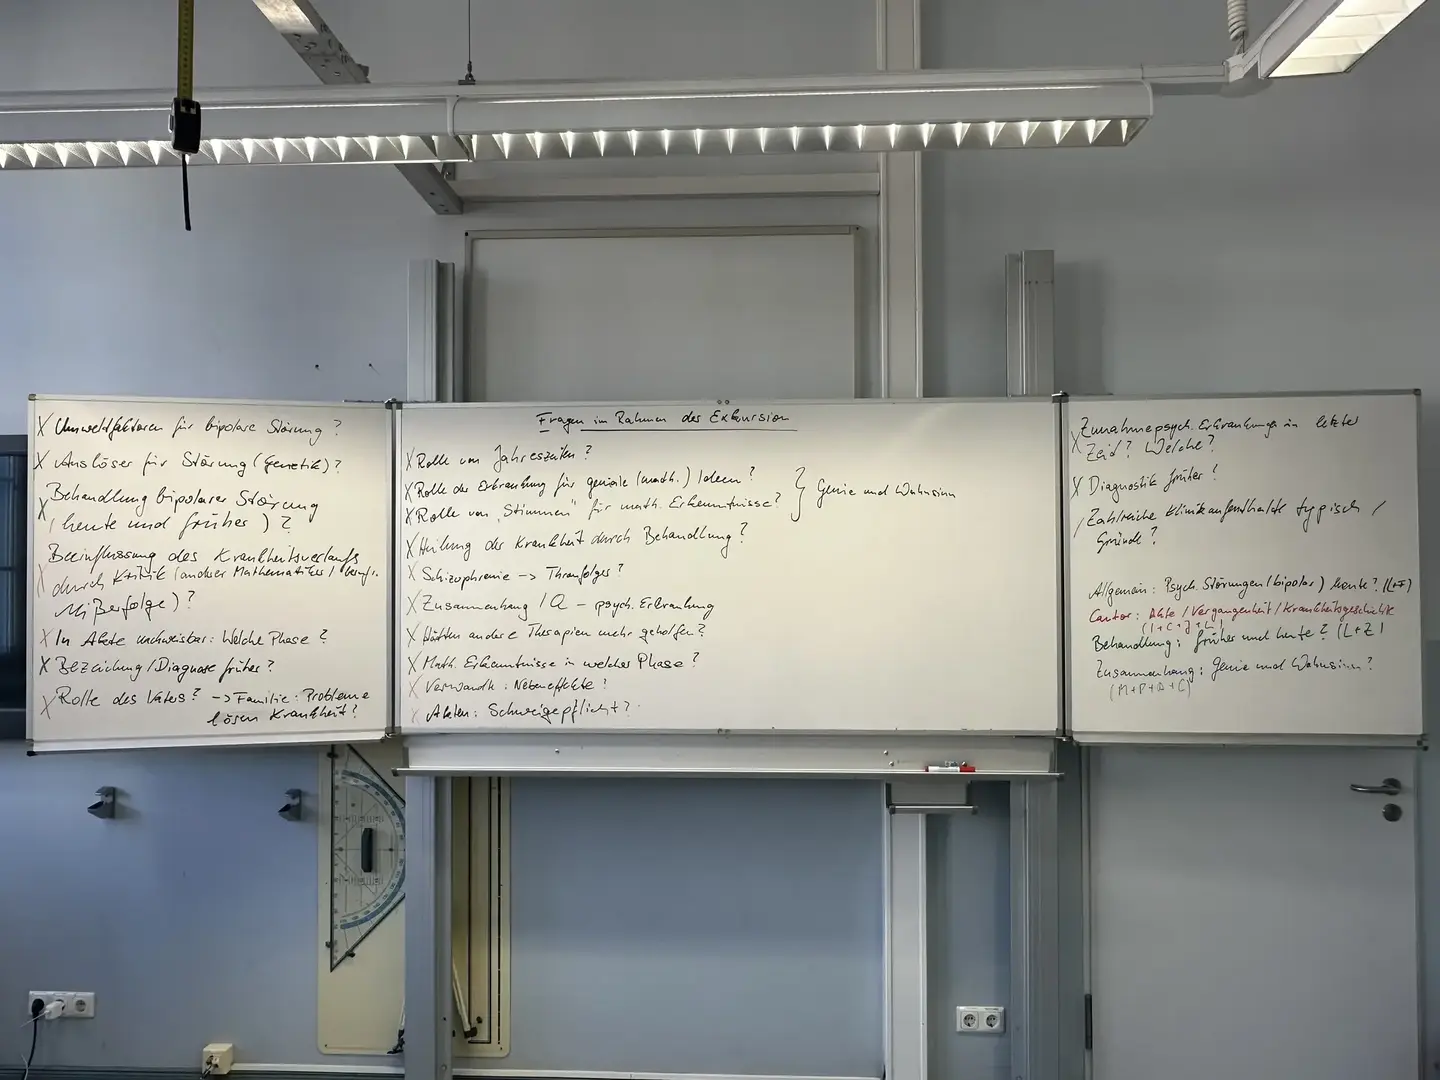 X Umweltfaktoren für bipolare Störung?
X Auslöser für Störung (Genetik)?
X Behandlung bipolarer Störung
(heute und früher)?
X Beeinflussung des Krankheitsverlaufs
durch Kritik (anderer Mathematiker /
Mißerfolge)?
X In Akte nachweisbar: Welche Phase?
X Bezeichung/Diagnose früher?
X Rolle des Vaters? -> Familie: Probleme
lösen Krankheit?
Fragen im Rahmen der Exkursion
X Rolle von Jahreszeiten?
X Rolle der Erkrankung für geniale (math.) Ideen?
X Rolle von "Stimmen" für math. Erkenntnisse? } Genie und Wahnsinn
X Heilung der Krankheit durch Behandlung?
X Schizophrenie -> Thronfolger?
X Zusammenhang IQ - psych. Erkrankung
X Hätten andere Therapien mehr geholfen?
X Math. Erkenntnisse in welcher Phase?
X Verwandte: Nebeneffekte?
X Akten: Schweigepflicht?
X Zunahme psych. Erkrankungen in letzter
Zeit? Welche?
X Diagnostik früher!
/ Zahlreiche Klinikaufenthalte typisch /
Gründe?
Allgemein: Psych. Störungen (bipolar) heute? (L+F)
Cantor: Akte / Vergangenheit / Krankheitsgeschichte
(I+C+J+L)
Behandlung: früher und heute? (L+Z)
Zusammenhang: Genie und Wahnsinn?
(M+P+A+C)